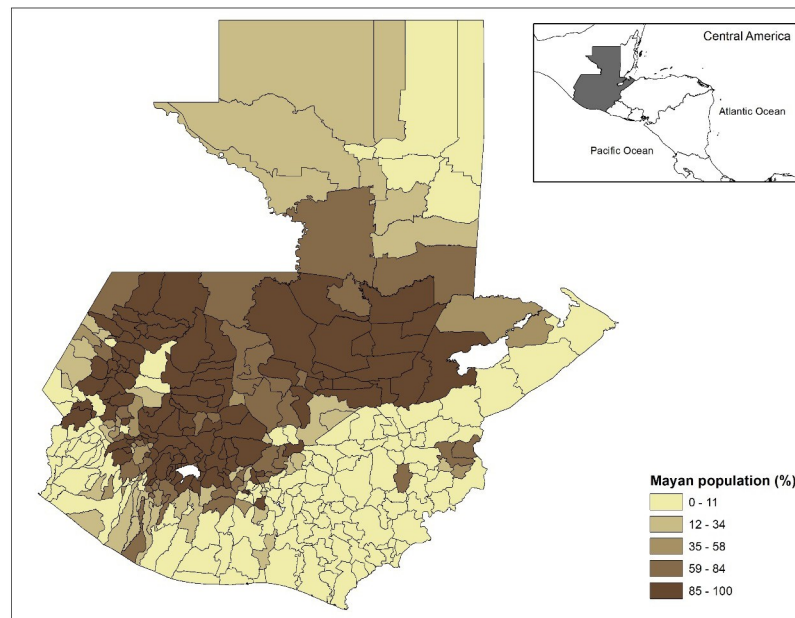 Central America
Atlantic Ocean
Pacific Ocean
Mayan population (%)
0 - 11
12 - 34
35 - 58
59 - 84
85 - 100